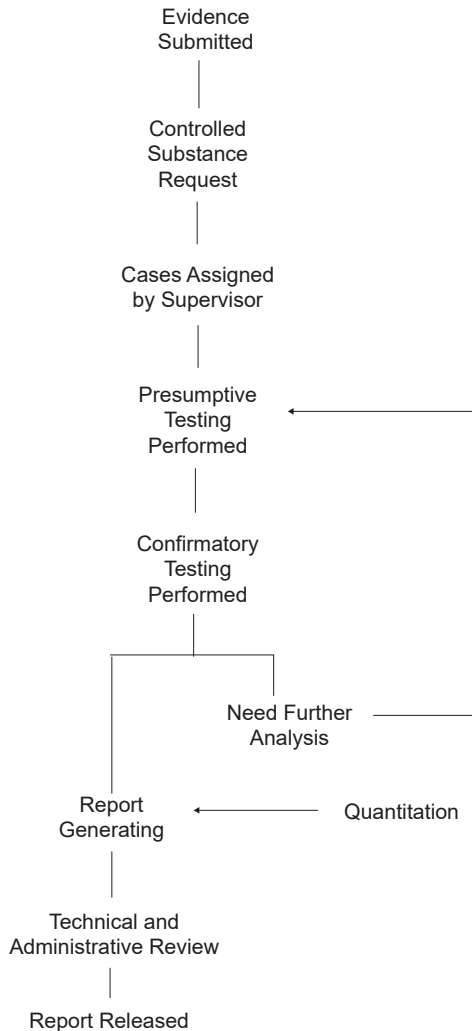 Evidence
Submitted
Controlled
Substance
Request
Cases Assigned
by Supervisor
Presumptive
Testing
Performed
Confirmatory
Testing
Performed
Need Further
Analysis
Report
Generating
Quantitation
Technical and
Administrative Review
Report Released